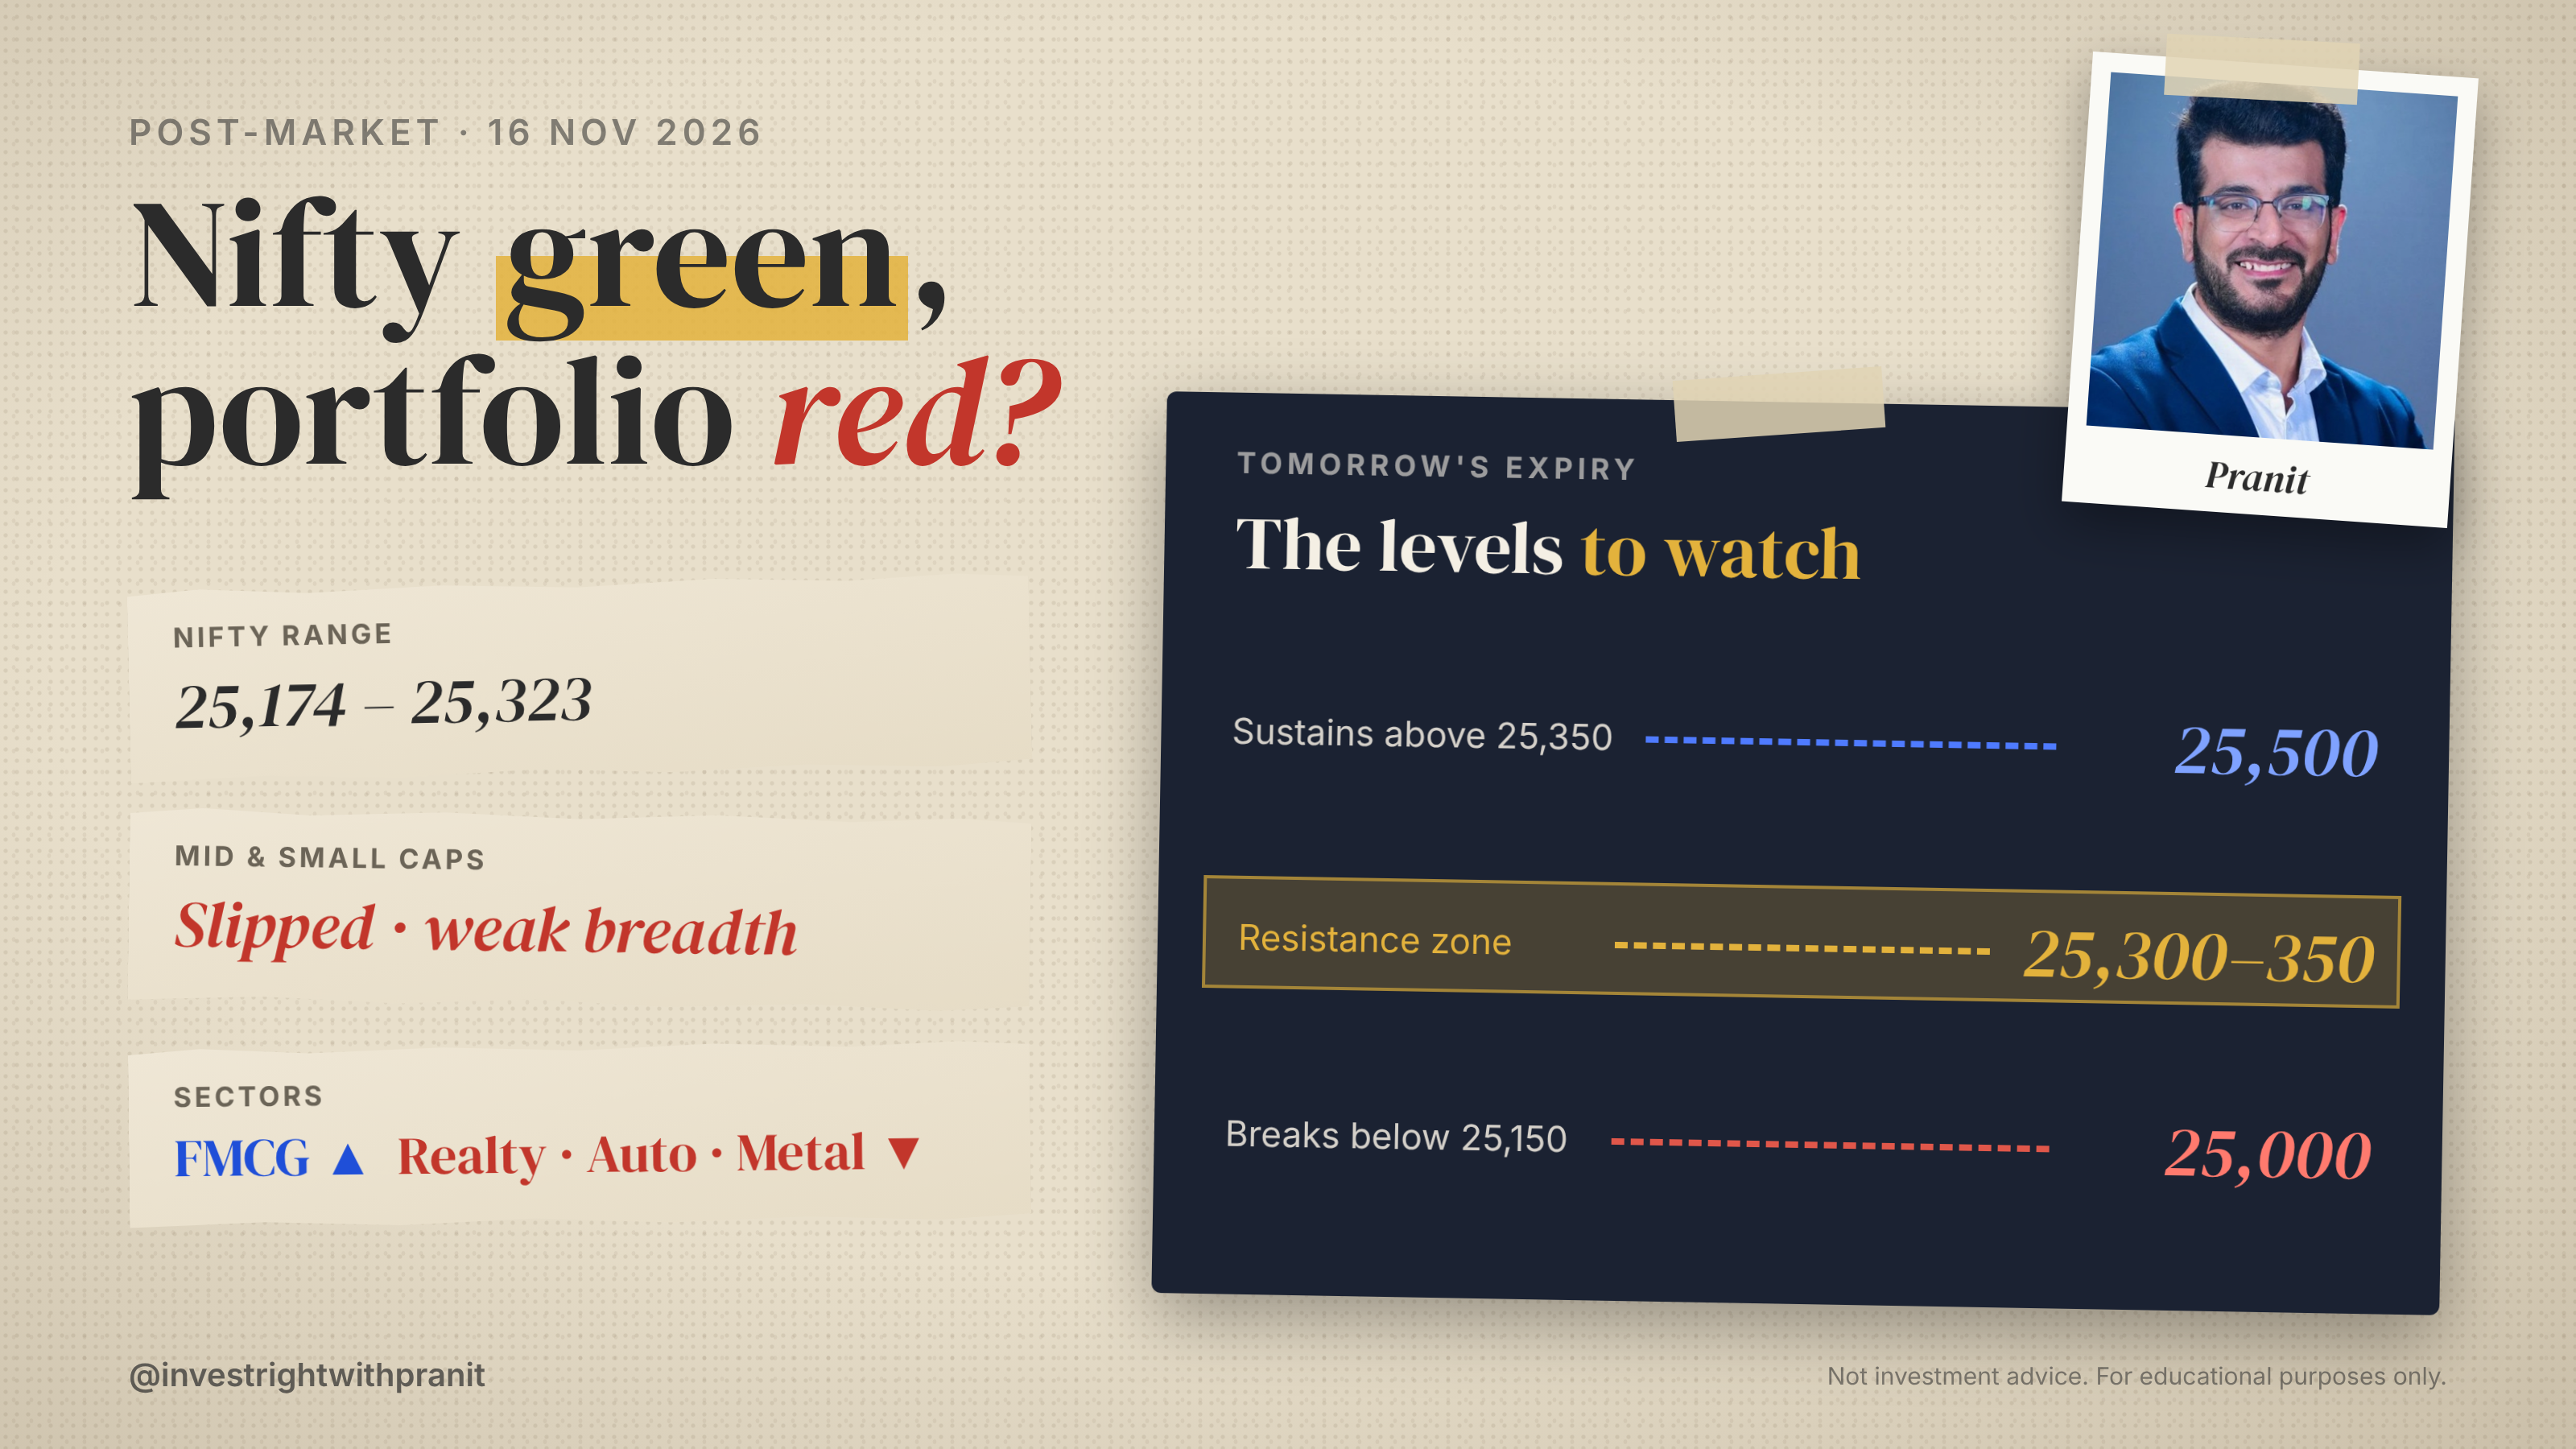 POST-MARKET · 16 NOV 2026
Nifty green,
portfolio red?
NIFTY RANGE
25,174 – 25,323
MID & SMALL CAPS
Slipped · weak breadth
SECTORS
FMCG ▲ Realty · Auto · Metal ▼
Pranit
TOMORROW'S EXPIRY
The levels to watch
Sustains above 25,350 25,500
Resistance zone 25,300–350
Breaks below 25,150 25,000
@investrightwithpranit
Not investment advice. For educational purposes only.